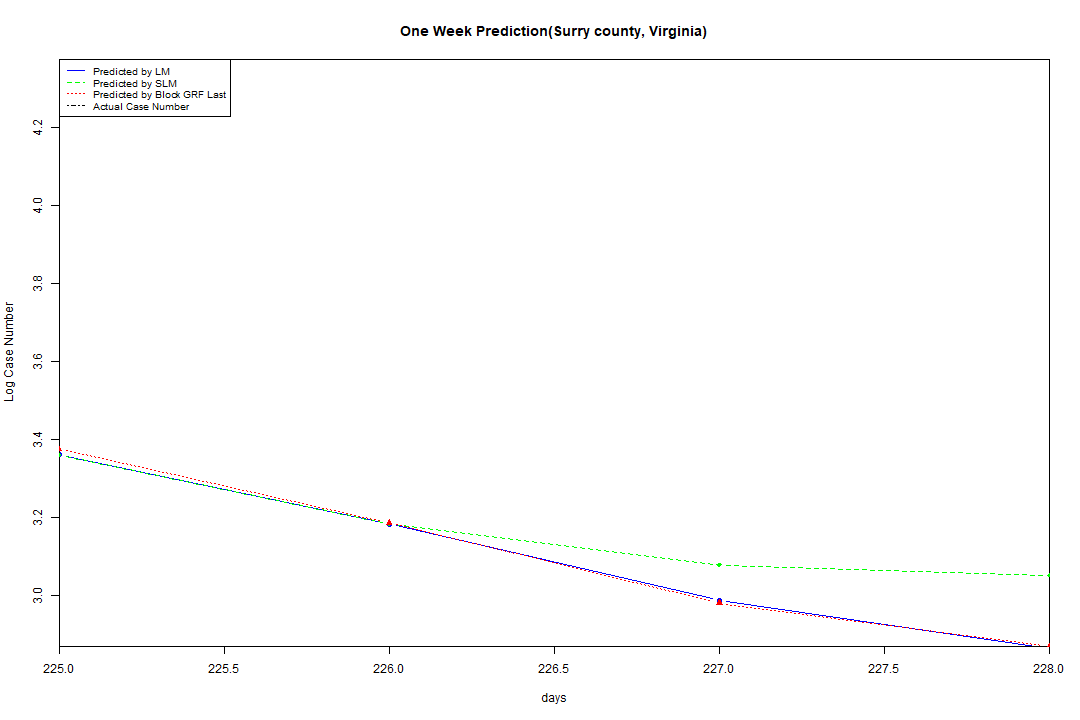 One Week Prediction(Surry county, Virginia)
Predicted by LM
Predicted by SLM
Predicted by Block GRF Last
Actual Case Number
4.2
4.0
3.8
3.6
3.4
3.2
3.0
Log Case Number
225.0 225.5 226.0 226.5 227.0 227.5 228.0
days